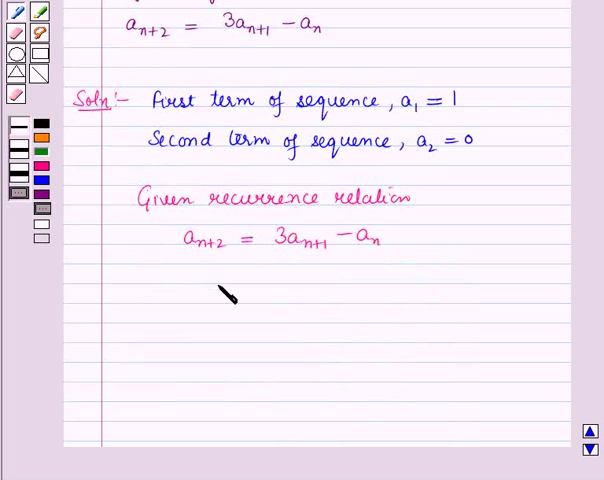 aₙ₊₂ = 3aₙ₊₁ - aₙ
Soln:- First term of sequence, a₁ = 1
Second term of sequence, a₂ = 0
Given recurrence relation
aₙ₊₂ = 3aₙ₊₁ - aₙ